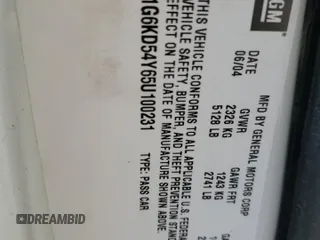 GM
MFD BY GENERAL MOTORS CORP
DATE GVWR GAWR FRT
06/04 2326 KG 1243 KG
5128 LB 2741 LB
THIS VEHICLE CONFORMS TO ALL APPLICABLE U.S. FEDERAL
VEHICLE SAFETY, BUMPER, AND THEFT PREVENTION STAN
EFFECT ON THE DATE OF MANUFACTURE SHOWN ABOVE.
1G6KD54Y65U100231 TYPE: PASS CAR
DREAMBID